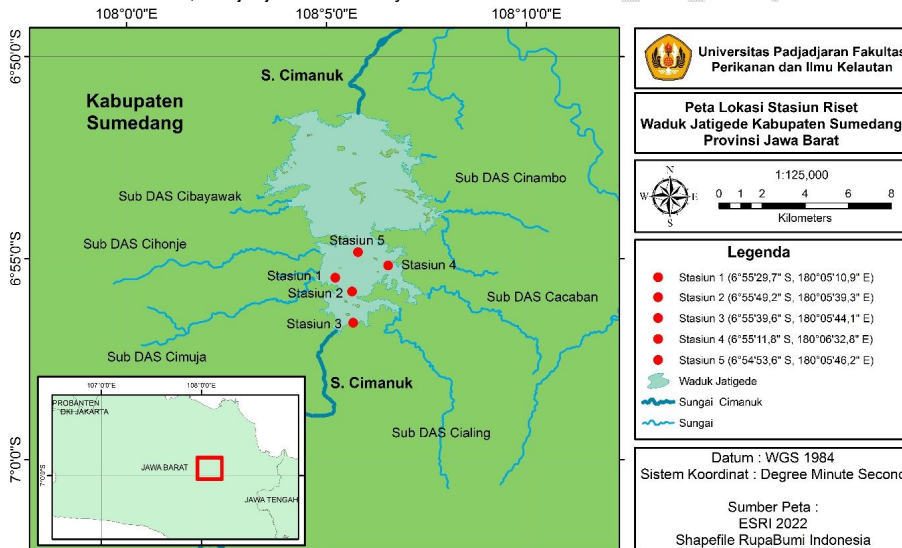 108°0'0"E
108°5'0"E
108°10'0"E
6°50'0"S
6°55'0"S
7°0'0"S
S. Cimanuk
Kabupaten
Sumedang
Sub DAS Cinambo
Sub DAS Cibayawak
Sub DAS Cihonje
Stasiun 5
Stasiun 4
Stasiun 1
Stasiun 2
Sub DAS Cacaban
Stasiun 3
Sub DAS Cimuja
S. Cimanuk
Sub DAS Cialing
107°0'0"E
108°0'0"E
7°0'0"S
PROBANTEN
DKI JAKARTA
JAWA BARAT
JAWA TENGAH
Universitas Padjadjaran Fakultas
Perikanan dan Ilmu Kelautan
Peta Lokasi Stasiun Riset
Waduk Jatigede Kabupaten Sumedang
Provinsi Jawa Barat
N
W E
S
1:125,000
0 1 2 4 6 8
Kilometers
Legenda
Stasiun 1 (6°55'29,7" S, 180°05'10,9" E)
Stasiun 2 (6°55'49,2" S, 180°05'39,3" E)
Stasiun 3 (6°55'39,6" S, 180°05'44,1" E)
Stasiun 4 (6°55'11,8" S, 180°06'32,8" E)
Stasiun 5 (6°54'53,6" S, 180°05'46,2" E)
Waduk Jatigede
Sungai Cimanuk
Sungai
Datum : WGS 1984
Sistem Koordinat : Degree Minute Second
Sumber Peta :
ESRI 2022
Shapefile RupaBumi Indonesia